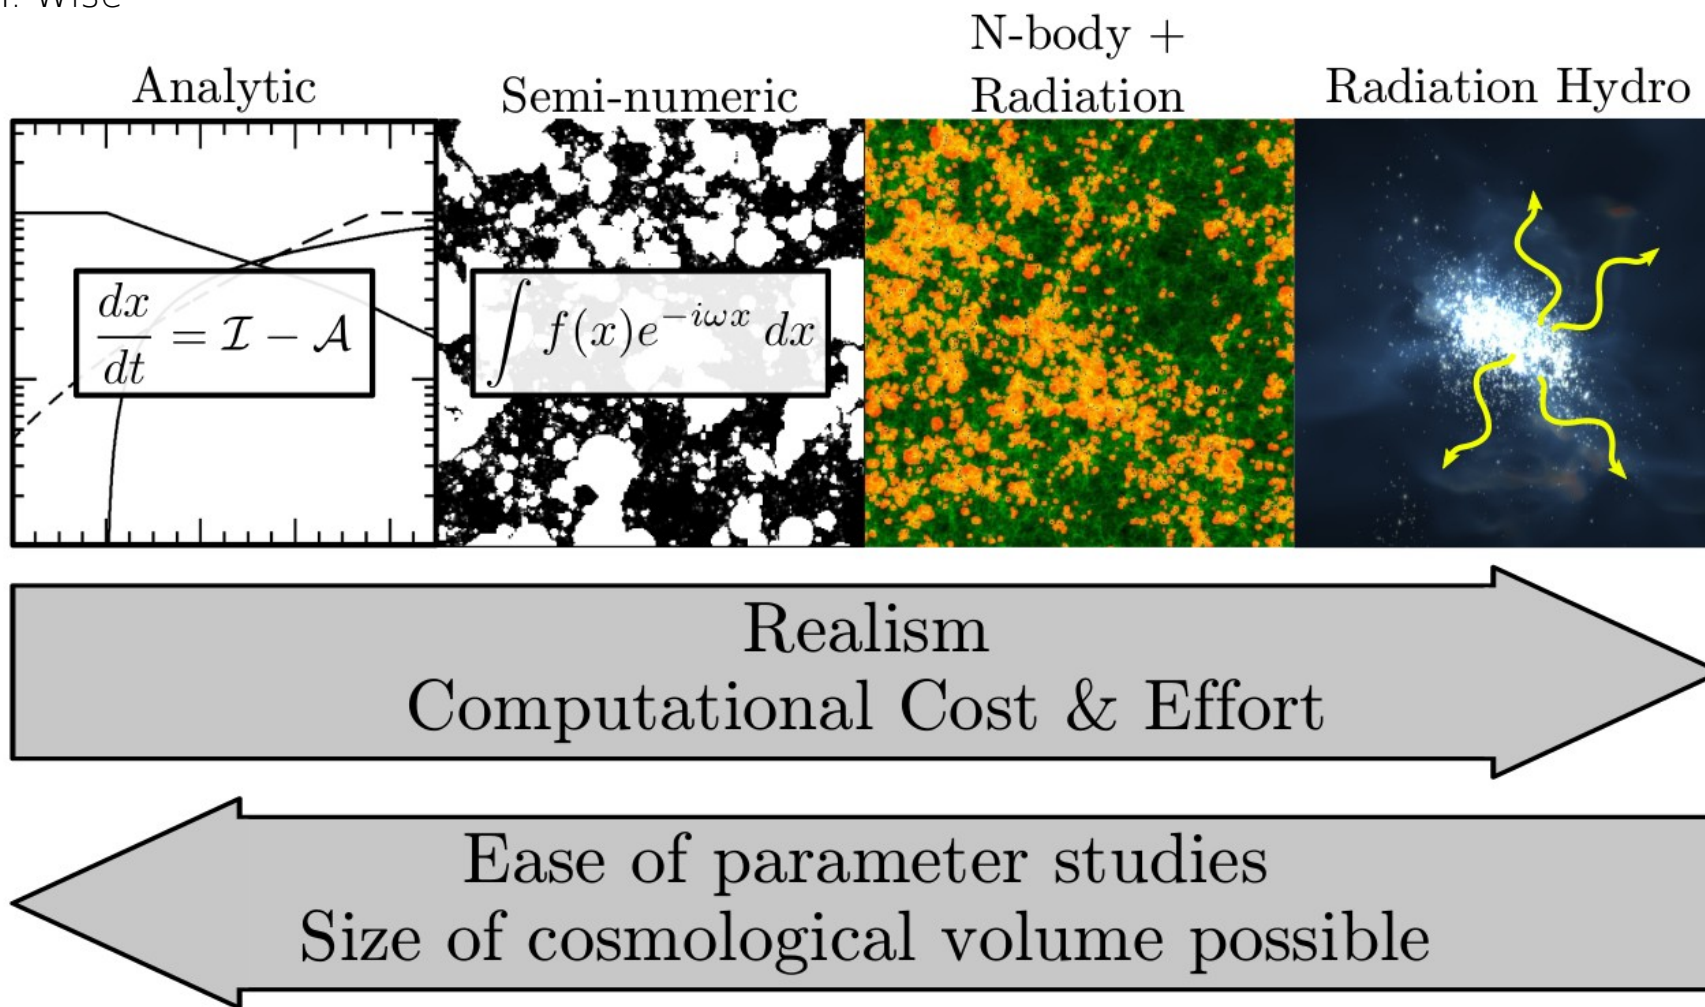 Wise
Analytic
Semi-numeric
N-body +
Radiation
Radiation Hydro
dx/dt = I − A
∫ f(x)e^{−iωx} dx
Realism
Computational Cost & Effort
Ease of parameter studies
Size of cosmological volume possible